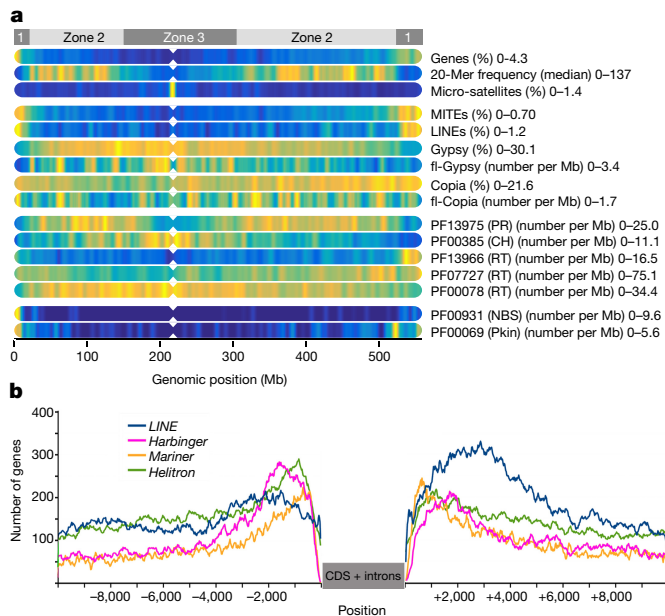 a
1 Zone 2 Zone 3 Zone 2 1
Genes (%) 0–4.3
20-Mer frequency (median) 0–137
Micro-satellites (%) 0–1.4
MITEs (%) 0–0.70
LINEs (%) 0–1.2
Gypsy (%) 0–30.1
fl-Gypsy (number per Mb) 0–3.4
Copia (%) 0–21.6
fl-Copia (number per Mb) 0–1.7
PF13975 (PR) (number per Mb) 0–25.0
PF00385 (CH) (number per Mb) 0–11.1
PF13966 (RT) (number per Mb) 0–16.5
PF07727 (RT) (number per Mb) 0–75.1
PF00078 (RT) (number per Mb) 0–34.4
PF00931 (NBS) (number per Mb) 0–9.6
PF00069 (Pkin) (number per Mb) 0–5.6
0 100 200 300 400 500
Genomic position (Mb)
b
400
300
200
100
Number of genes
LINE
Harbinger
Mariner
Helitron
CDS + introns
−8,000 −6,000 −4,000 −2,000 +2,000 +4,000 +6,000 +8,000
Position